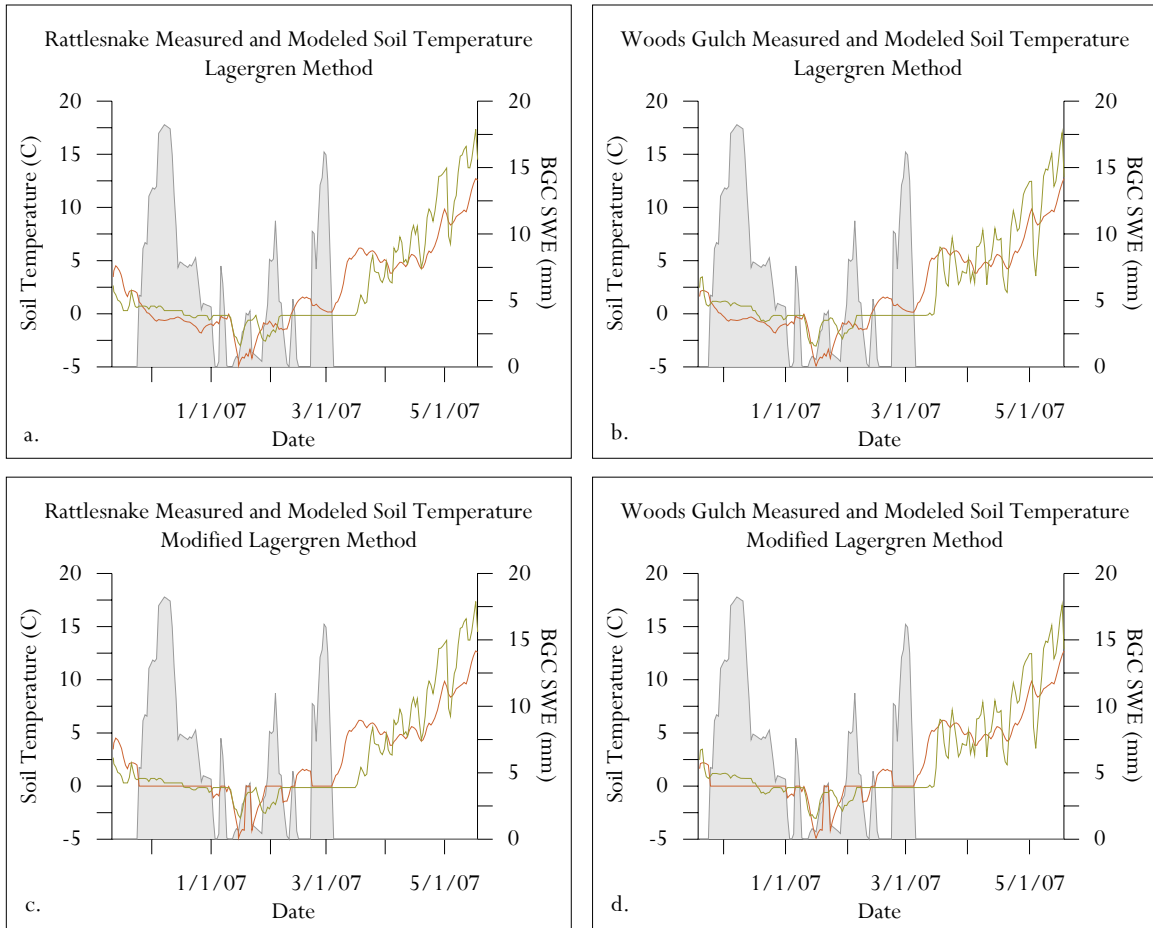 Rattlesnake Measured and Modeled Soil Temperature
Lagergren Method
Soil Temperature (C)
20
15
10
5
0
-5
20
15
10
5
0
BGC SWE (mm)
1/1/07 3/1/07 5/1/07
Date
a.
Woods Gulch Measured and Modeled Soil Temperature
Lagergren Method
Soil Temperature (C)
20
15
10
5
0
-5
20
15
10
5
0
BGC SWE (mm)
1/1/07 3/1/07 5/1/07
Date
b.
Rattlesnake Measured and Modeled Soil Temperature
Modified Lagergren Method
Soil Temperature (C)
20
15
10
5
0
-5
20
15
10
5
0
BGC SWE (mm)
1/1/07 3/1/07 5/1/07
Date
c.
Woods Gulch Measured and Modeled Soil Temperature
Modified Lagergren Method
Soil Temperature (C)
20
15
10
5
0
-5
20
15
10
5
0
BGC SWE (mm)
1/1/07 3/1/07 5/1/07
Date
d.